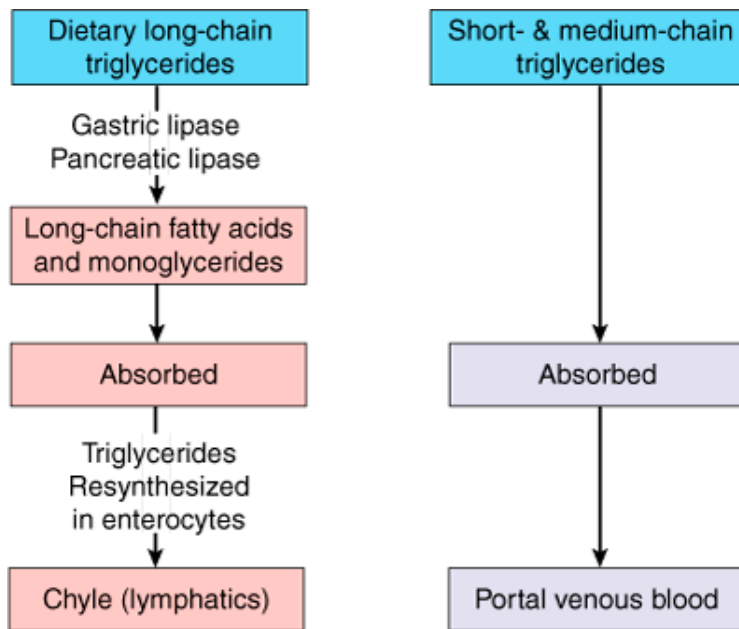 Dietary long-chain
triglycerides
Gastric lipase
Pancreatic lipase
Long-chain fatty acids
and monoglycerides
Absorbed
Triglycerides
Resynthesized
in enterocytes
Chyle (lymphatics)
Short- & medium-chain
triglycerides
Absorbed
Portal venous blood